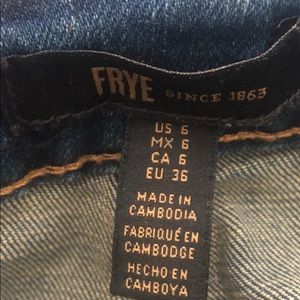 FRYE SINCE 1863
US 6
MX 6
CA 6
EU 36
MADE IN
CAMBODIA
FABRIQUÉ EN
CAMBODGE
HECHO EN
CAMBOYA